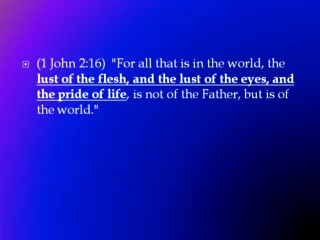 (1 John 2:16) "For all that is in the world, the
lust of the flesh, and the lust of the eyes, and
the pride of life, is not of the Father, but is of
the world."